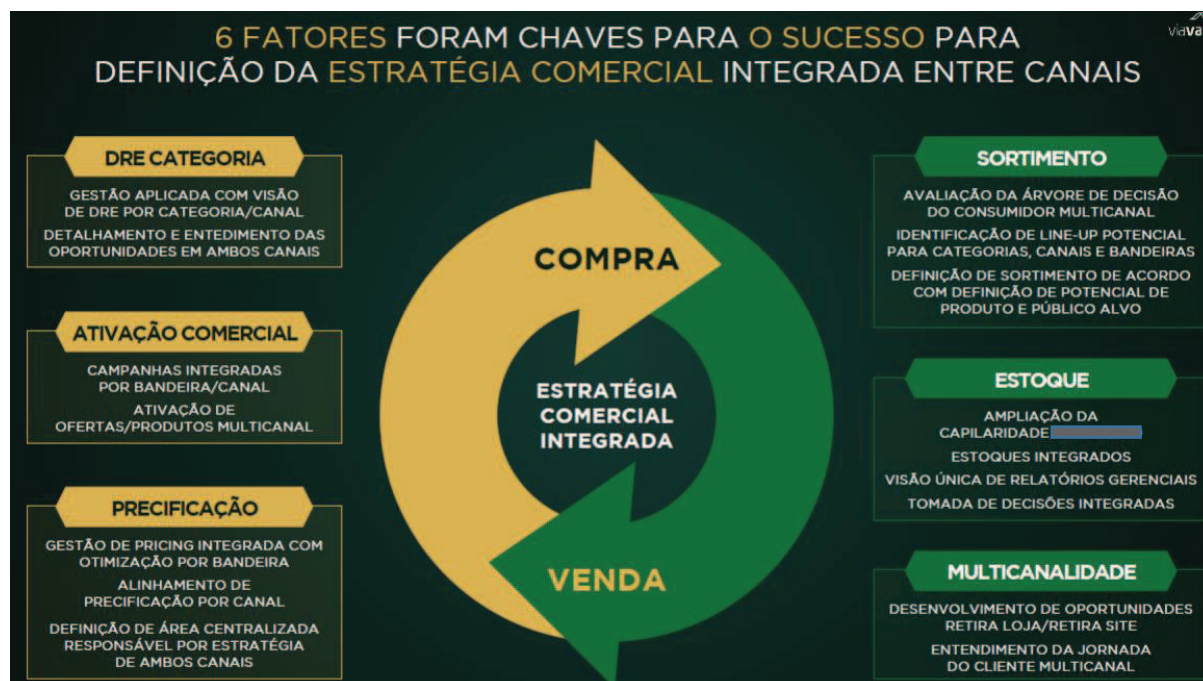 viava
6 FATORES FORAM CHAVES PARA O SUCESSO PARA
DEFINIÇÃO DA ESTRATÉGIA COMERCIAL INTEGRADA ENTRE CANAIS
DRE CATEGORIA
GESTÃO APLICADA COM VISÃO
DE DRE POR CATEGORIA/CANAL
DETALHAMENTO E ENTEDIMENTO DAS
OPORTUNIDADES EM AMBOS CANAIS
ATIVAÇÃO COMERCIAL
CAMPANHAS INTEGRADAS
POR BANDEIRA/CANAL
ATIVAÇÃO DE
OFERTAS/PRODUTOS MULTICANAL
PRECIFICAÇÃO
GESTÃO DE PRICING INTEGRADA COM
OTIMIZAÇÃO POR BANDEIRA
ALINHAMENTO DE
PRECIFICAÇÃO POR CANAL
DEFINIÇÃO DE ÁREA CENTRALIZADA
RESPONSÁVEL POR ESTRATÉGIA
DE AMBOS CANAIS
COMPRA
ESTRATÉGIA
COMERCIAL
INTEGRADA
VENDA
SORTIMENTO
AVALIAÇÃO DA ÁRVORE DE DECISÃO
DO CONSUMIDOR MULTICANAL
IDENTIFICAÇÃO DE LINE-UP POTENCIAL
PARA CATEGORIAS, CANAIS E BANDEIRAS
DEFINIÇÃO DE SORTIMENTO DE ACORDO
COM DEFINIÇÃO DE POTENCIAL DE
PRODUTO E PÚBLICO ALVO
ESTOQUE
AMPLIAÇÃO DA
CAPILARIDADE
ESTOQUES INTEGRADOS
VISÃO ÚNICA DE RELATÓRIOS GERENCIAIS
TOMADA DE DECISÕES INTEGRADAS
MULTICANALIDADE
DESENVOLVIMENTO DE OPORTUNIDADES
RETIRA LOJA/RETIRA SITE
ENTENDIMENTO DA JORNADA
DO CLIENTE MULTICANAL